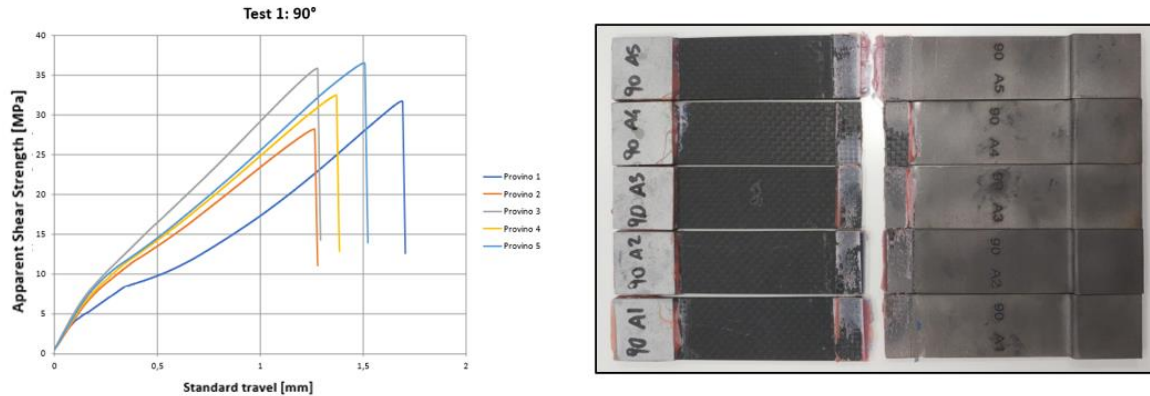 Test 1: 90°
Apparent Shear Strength [MPa]
40
35
30
25
20
15
10
5
0
0
0,5
1
1,5
2
Standard travel [mm]
Provino 1
Provino 2
Provino 3
Provino 4
Provino 5
90 A5
90 A5
90 A4
90 A4
90 A3
90 A3
90 A2
90 A2
90 A1
90 A1